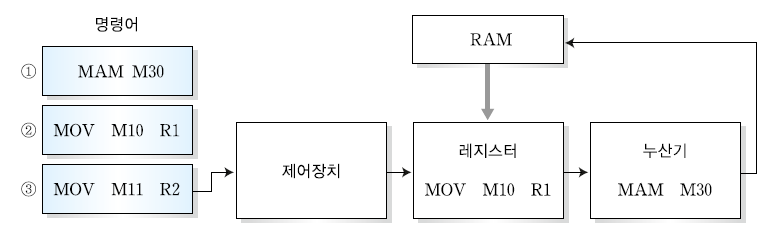 명령어
① MAM M30
② MOV M10 R1
③ MOV M11 R2
제어장치
RAM
레지스터
MOV M10 R1
누산기
MAM M30